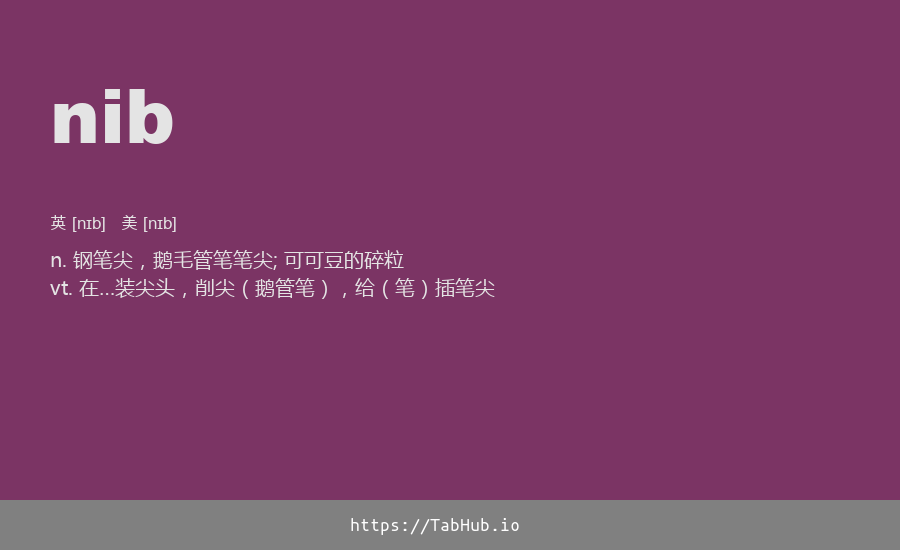 nib
英 [nɪb] 美 [nɪb]
n. 钢笔尖，鹅毛管笔笔尖; 可可豆的碎粒
vt. 在…装尖头，削尖（鹅管笔），给（笔）插笔尖
https://TabHub.io